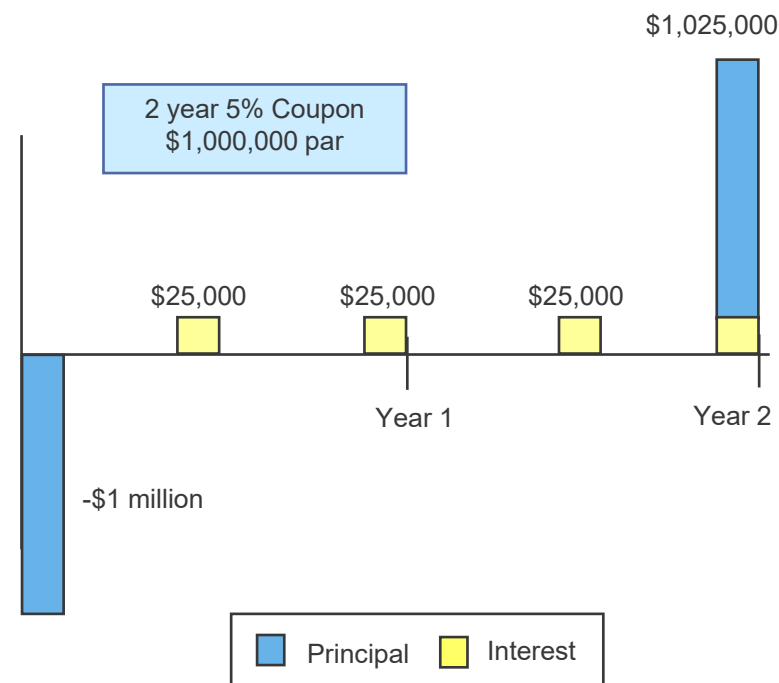 $1,025,000
2 year 5% Coupon
$1,000,000 par
$25,000
$25,000
$25,000
Year 1
Year 2
-$1 million
Principal
Interest